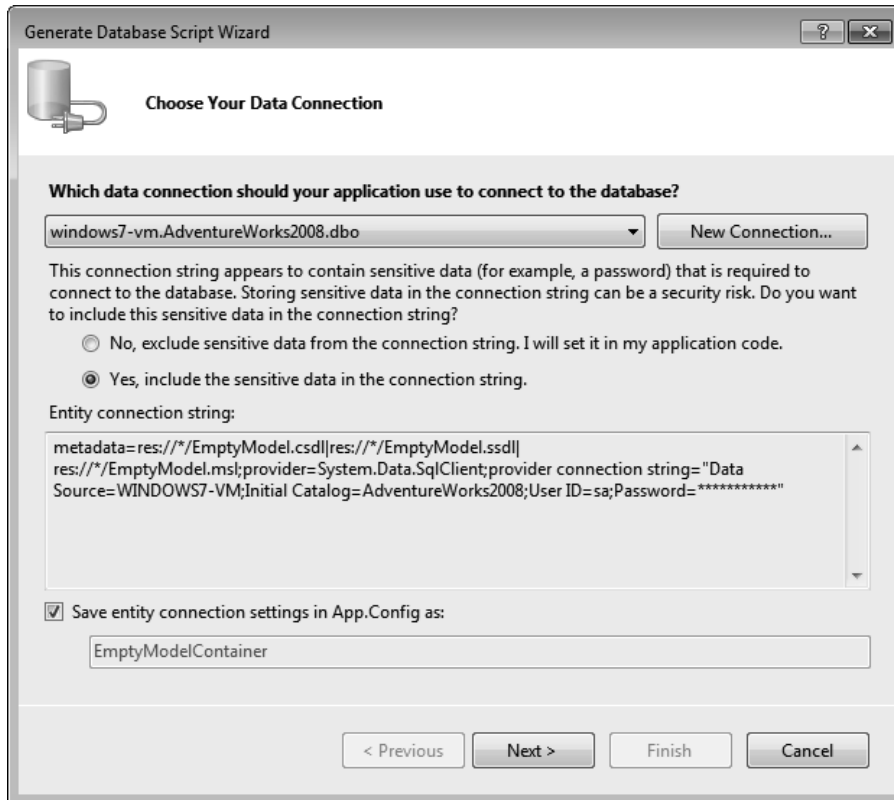 Generate Database Script Wizard
Choose Your Data Connection
Which data connection should your application use to connect to the database?
windows7-vm.AdventureWorks2008.dbo
New Connection...
This connection string appears to contain sensitive data (for example, a password) that is required to
connect to the database. Storing sensitive data in the connection string can be a security risk. Do you want
to include this sensitive data in the connection string?
No, exclude sensitive data from the connection string. I will set it in my application code.
Yes, include the sensitive data in the connection string.
Entity connection string:
metadata=res://*/EmptyModel.csdl|res://*/EmptyModel.ssdl|
res://*/EmptyModel.msl;provider=System.Data.SqlClient;provider connection string="Data
Source=WINDOWS7-VM;Initial Catalog=AdventureWorks2008;User ID=sa;Password=***********"
Save entity connection settings in App.Config as:
EmptyModelContainer
< Previous
Next >
Finish
Cancel